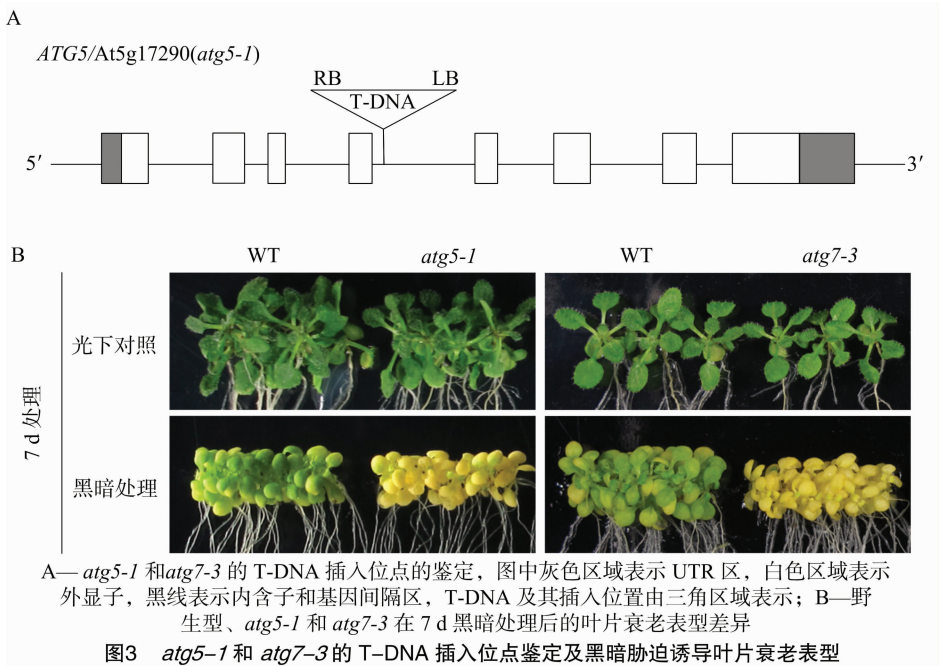 A
ATG5/At5g17290(atg5-1)
RB LB
T-DNA
5′ 3′
B WT atg5-1 WT atg7-3
光下对照
7 d 处理
黑暗处理
A— atg5-1 和atg7-3 的 T-DNA 插入位点的鉴定，图中灰色区域表示 UTR 区，白色区域表示
外显子，黑线表示内含子和基因间隔区，T-DNA 及其插入位置由三角区域表示；B—野
生型、atg5-1 和 atg7-3 在 7 d 黑暗处理后的叶片衰老表型差异
图3 atg5-1 和 atg7-3 的 T-DNA 插入位点鉴定及黑暗胁迫诱导叶片衰老表型